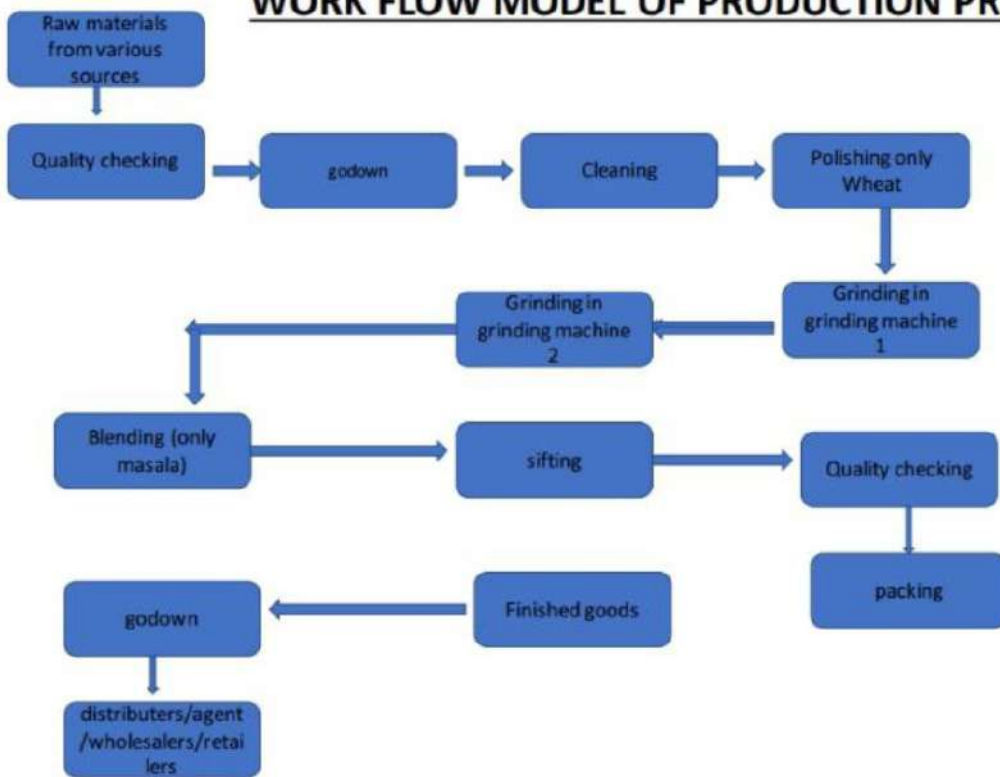 WORK FLOW MODEL OF PRODUCTION PR
Raw materials
from various
sources
Quality checking
godown
Cleaning
Polishing only
Wheat
Grinding in
grinding machine
1
Grinding in
grinding machine
2
Blending (only
masala)
sifting
Quality checking
packing
Finished goods
godown
distributers/agent
/wholesalers/retai
lers